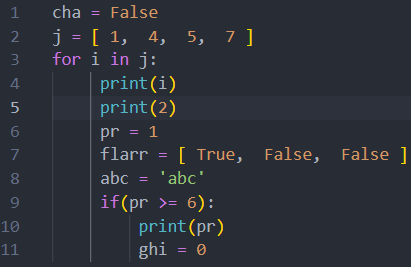 1 cha = False
2 j = [ 1, 4, 5, 7 ]
3 for i in j:
4 print(i)
5 print(2)
6 pr = 1
7 flarr = [ True, False, False ]
8 abc = 'abc'
9 if(pr >= 6):
10 print(pr)
11 ghi = 0